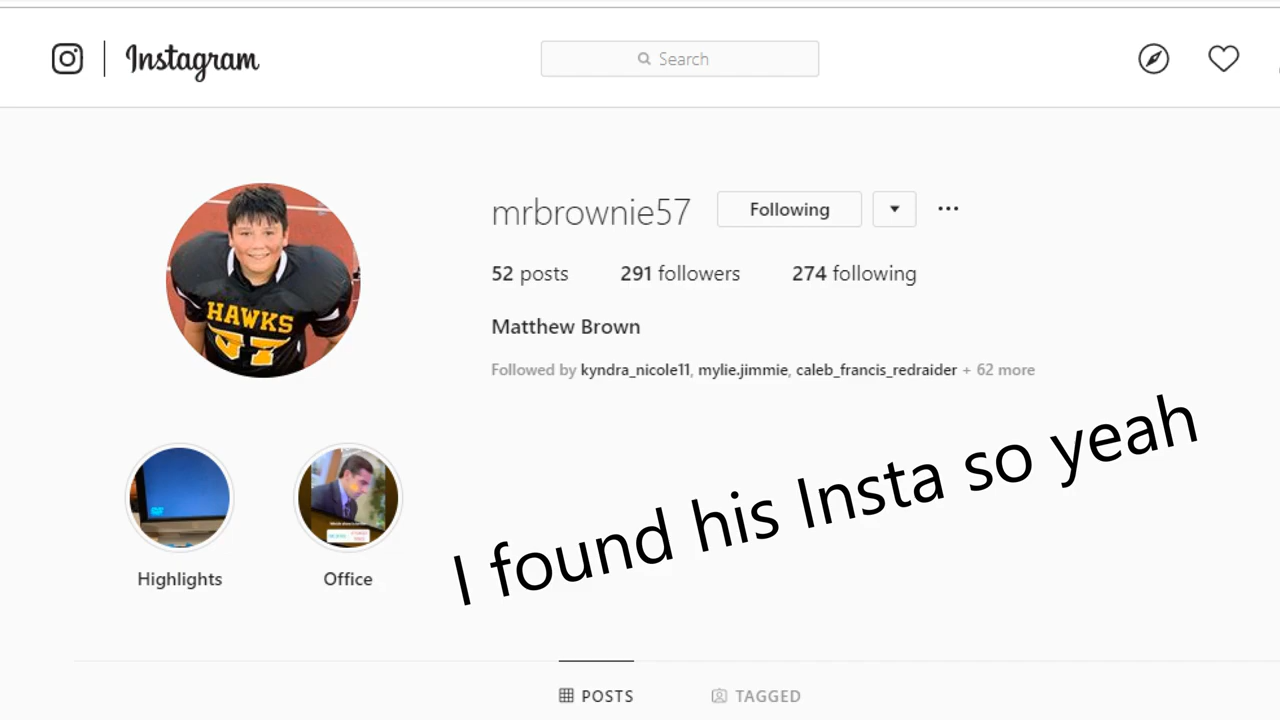 Instagram
Search
mrbrownie57 Following ...
52 posts 291 followers 274 following
Matthew Brown
Followed by kyndra_nicole11, mylie.jimmie, caleb_francis_redraider + 62 more
HAWKS
57
Highlights
Office
I found his Insta so yeah
POSTS
TAGGED